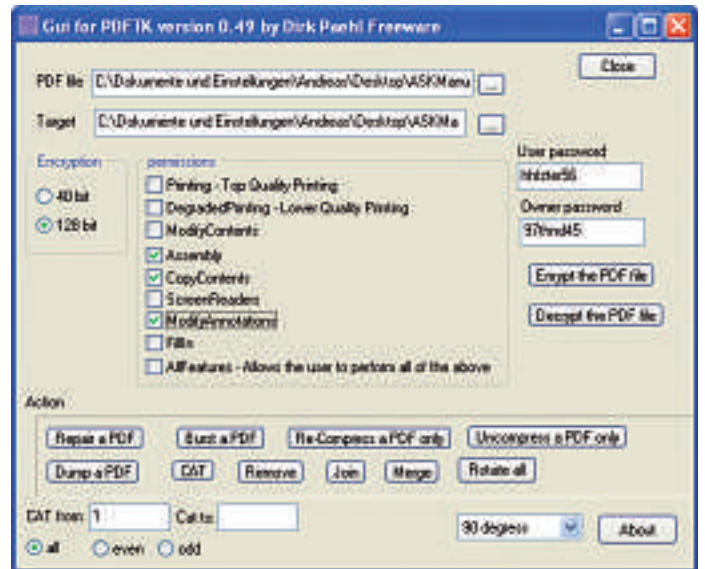 Gui for PDFTK version 0.49 by Dirk Paehl Freeware
Close
PDF file C:\Dokumente und Einstellungen\Andreas\Desktop\ASKManu ...
Target C:\Dokumente und Einstellungen\Andreas\Desktop\ASKMa ...
Encryption
40 bit
128 bit
permissions
Printing - Top Quality Printing
DegradedPrinting - Lower Quality Printing
ModifyContents
Assembly
CopyContents
ScreenReaders
ModifyAnnotations
FillIn
AllFeatures - Allows the user to perform all of the above
User password
Owner password
97thnd45
Enrypt the PDF file
Decrypt the PDF file
Action
Repair a PDF Burst a PDF Re-Compress a PDF only Uncompress a PDF only
Dump a PDF CAT Remove Join Merge Rotate all
CAT from 1 Cat to
90 degress About
all even odd